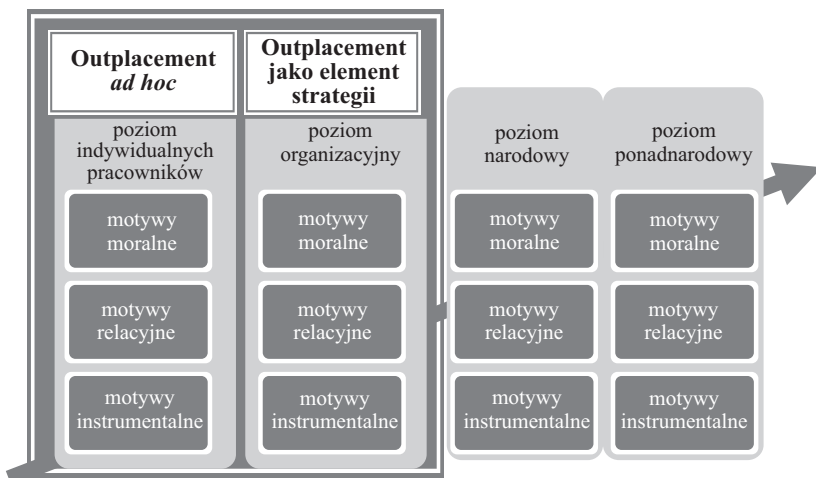 Outplacement
ad hoc
Outplacement
jako element
strategii
poziom
indywidualnych
pracowników
poziom
organizacyjny
poziom
narodowy
poziom
ponadnarodowy
motywy
moralne
motywy
moralne
motywy
moralne
motywy
moralne
motywy
relacyjne
motywy
relacyjne
motywy
relacyjne
motywy
relacyjne
motywy
instrumentalne
motywy
instrumentalne
motywy
instrumentalne
motywy
instrumentalne